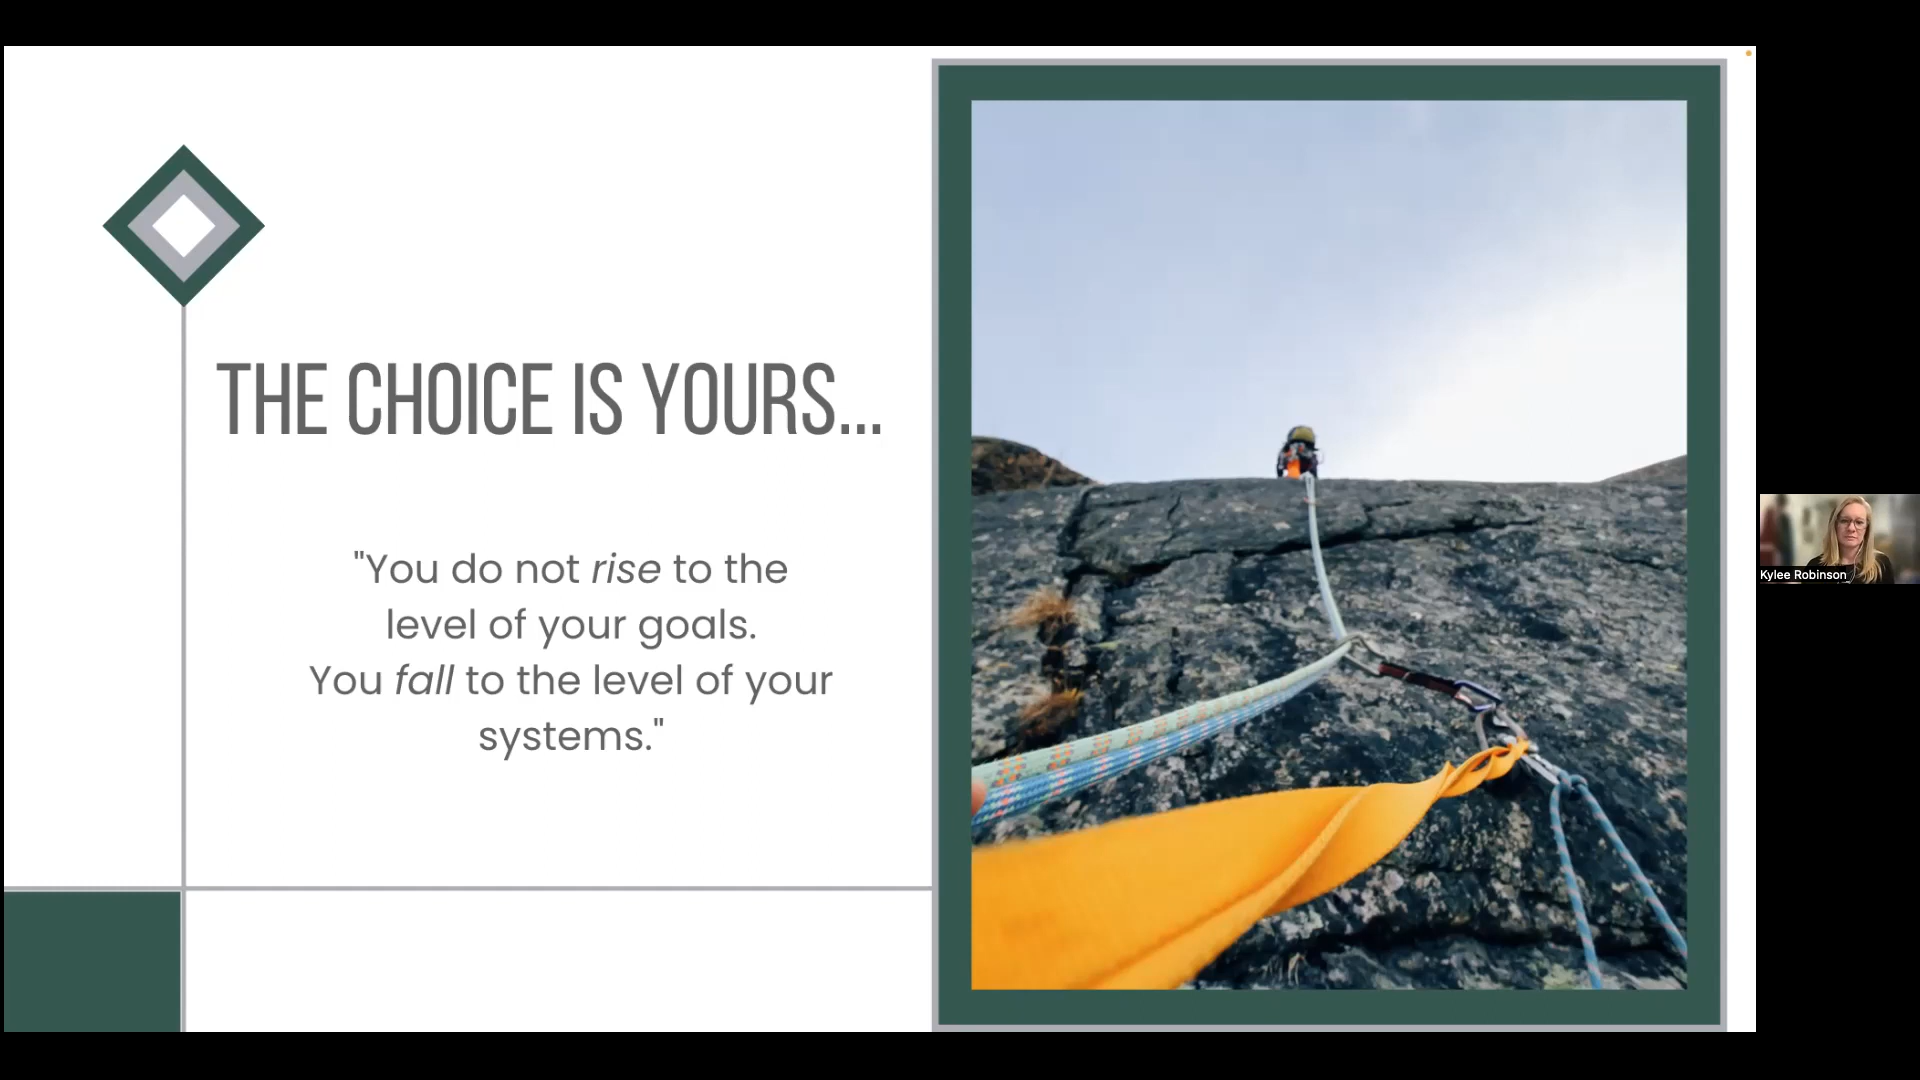 THE CHOICE IS YOURS...
"You do not rise to the
level of your goals.
You fall to the level of your
systems."
Kylee Robinson